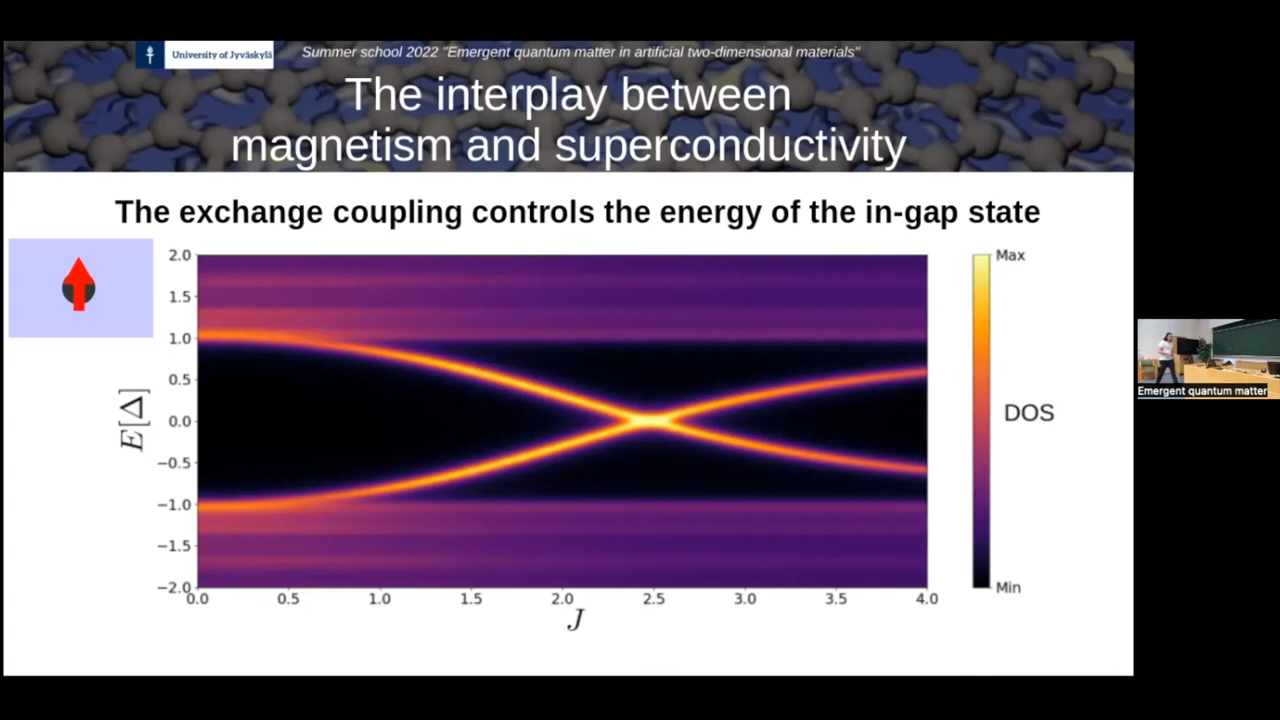 University of Jyväskylä
Summer school 2022 "Emergent quantum matter in artificial two-dimensional materials"
The interplay between
magnetism and superconductivity
The exchange coupling controls the energy of the in-gap state
2.0
1.5
1.0
0.5
0.0
−0.5
−1.0
−1.5
−2.0
E[Δ]
0.0 0.5 1.0 1.5 2.0 2.5 3.0 3.5 4.0
J
Max
DOS
Min
Emergent quantum matter